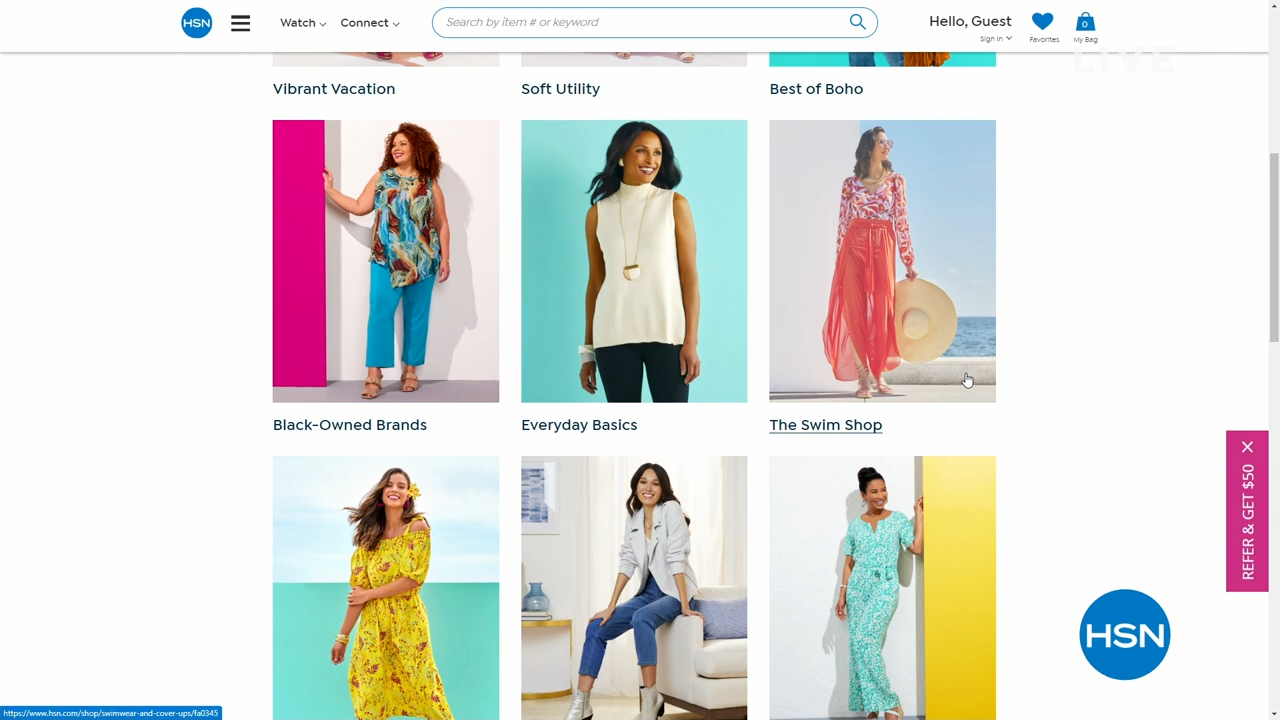 HSN
Watch
Connect
Search by item # or keyword
Hello, Guest
Sign In
Favorites
0
My Bag
LIVE
Vibrant Vacation
Soft Utility
Best of Boho
Black-Owned Brands
Everyday Basics
The Swim Shop
REFER & GET $50
HSN
https://www.hsn.com/shop/swimwear-and-cover-ups/fa0345